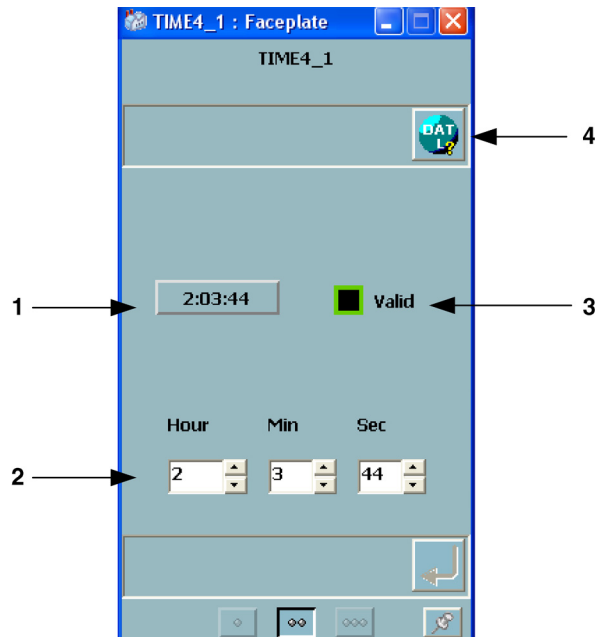 TIME4_1 : Faceplate
TIME4_1
DAT
L?
4
1
2:03:44
Valid
3
Hour Min Sec
2
2 3 44